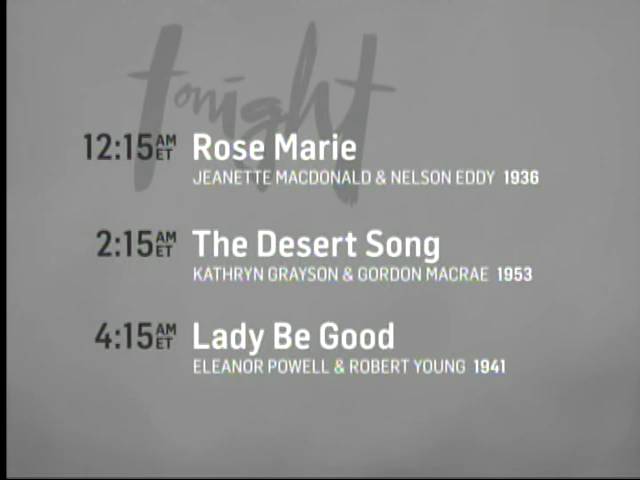 tonight
12:15 AM ET Rose Marie
JEANETTE MACDONALD & NELSON EDDY 1936
2:15 AM ET The Desert Song
KATHRYN GRAYSON & GORDON MACRAE 1953
4:15 AM ET Lady Be Good
ELEANOR POWELL & ROBERT YOUNG 1941